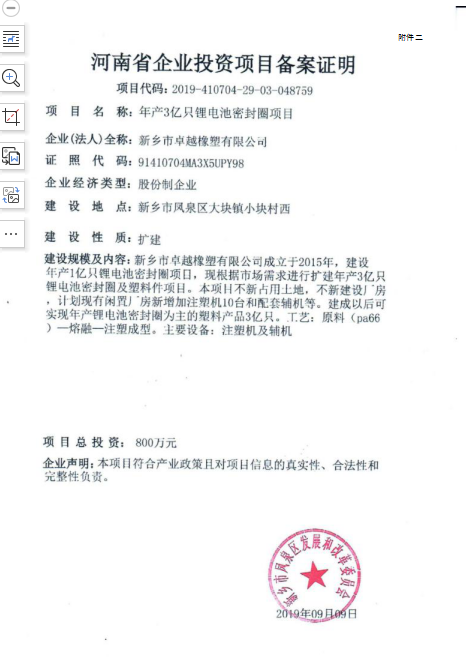 附件二
河南省企业投资项目备案证明
项目代码: 2019-410704-29-03-048759
项目名称: 年产3亿只锂电池密封圈项目
企业(法人)全称: 新乡市卓越橡塑有限公司
证照代码: 91410704MA3X5UPY98
企业经济类型: 股份制企业
建设地点: 新乡市凤泉区大块镇小块村西
建设性质: 扩建
建设规模及内容: 新乡市卓越橡塑有限公司成立于2015年，建设
年产1亿只锂电池密封圈项目，现根据市场需求进行扩建年产3亿只
锂电池密封圈及塑料件项目。本项目不新占用土地，不新建设厂房
，计划现有闲置厂房新增加注塑机10台和配套辅机等。建成以后可
实现年产锂电池密封圈为主的塑料产品3亿只。工艺：原料（pa66
）—熔融—注塑成型。主要设备：注塑机及辅机
项目总投资: 800万元
企业声明: 本项目符合产业政策且对项目信息的真实性、合法性和
完整性负责。
新乡市凤泉区发展和改革委员会
2019年09月09日